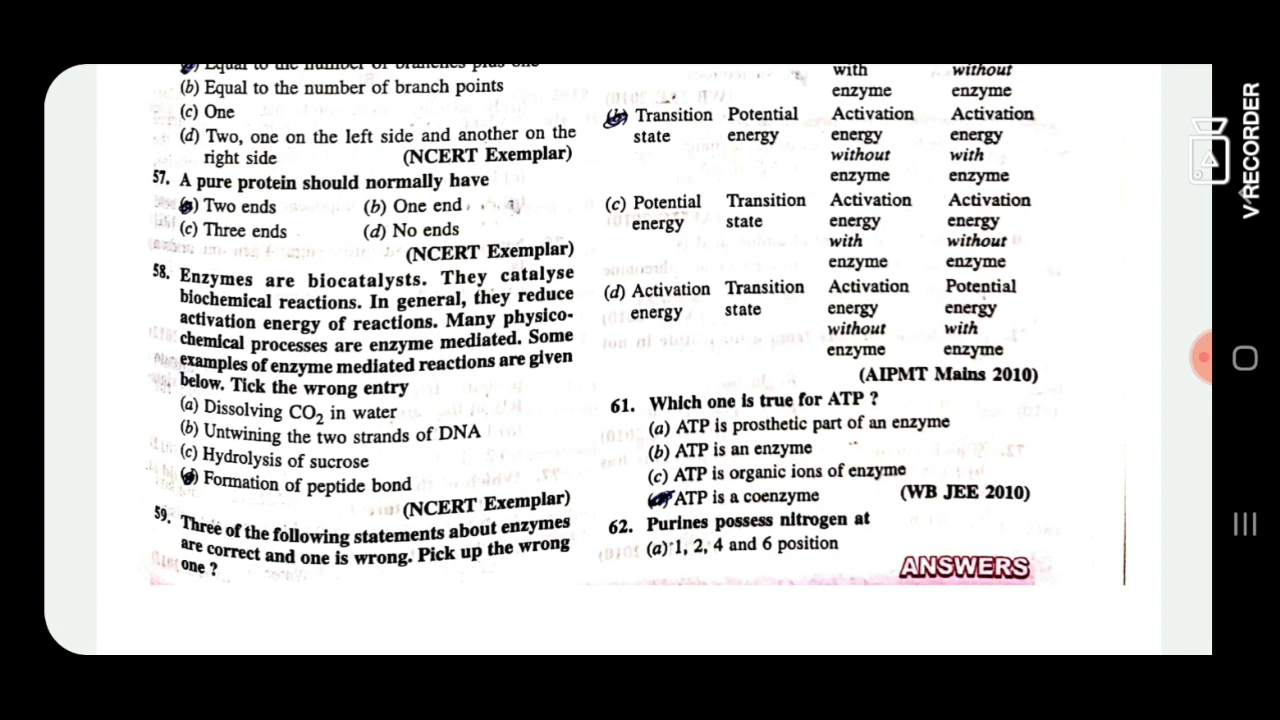 (a) Equal to the number of branches plus one
(b) Equal to the number of branch points
(c) One
(d) Two, one on the left side and another on the
right side (NCERT Exemplar)
57. A pure protein should normally have
(a) Two ends (b) One end
(c) Three ends (d) No ends
(NCERT Exemplar)
58. Enzymes are biocatalysts. They catalyse
biochemical reactions. In general, they reduce
activation energy of reactions. Many physico-
chemical processes are enzyme mediated. Some
examples of enzyme mediated reactions are given
below. Tick the wrong entry
(a) Dissolving CO₂ in water
(b) Untwining the two strands of DNA
(c) Hydrolysis of sucrose
(d) Formation of peptide bond
(NCERT Exemplar)
59. Three of the following statements about enzymes
are correct and one is wrong. Pick up the wrong
one ?
with without
enzyme enzyme
(b) Transition Potential Activation Activation
state energy energy energy
without with
enzyme enzyme
(c) Potential Transition Activation Activation
energy state energy energy
with without
enzyme enzyme
(d) Activation Transition Activation Potential
energy state energy energy
without with
enzyme enzyme
(AIPMT Mains 2010)
61. Which one is true for ATP ?
(a) ATP is prosthetic part of an enzyme
(b) ATP is an enzyme
(c) ATP is organic ions of enzyme
(d) ATP is a coenzyme (WB JEE 2010)
62. Purines possess nitrogen at
(a) 1, 2, 4 and 6 position
ANSWERS
V RECORDER